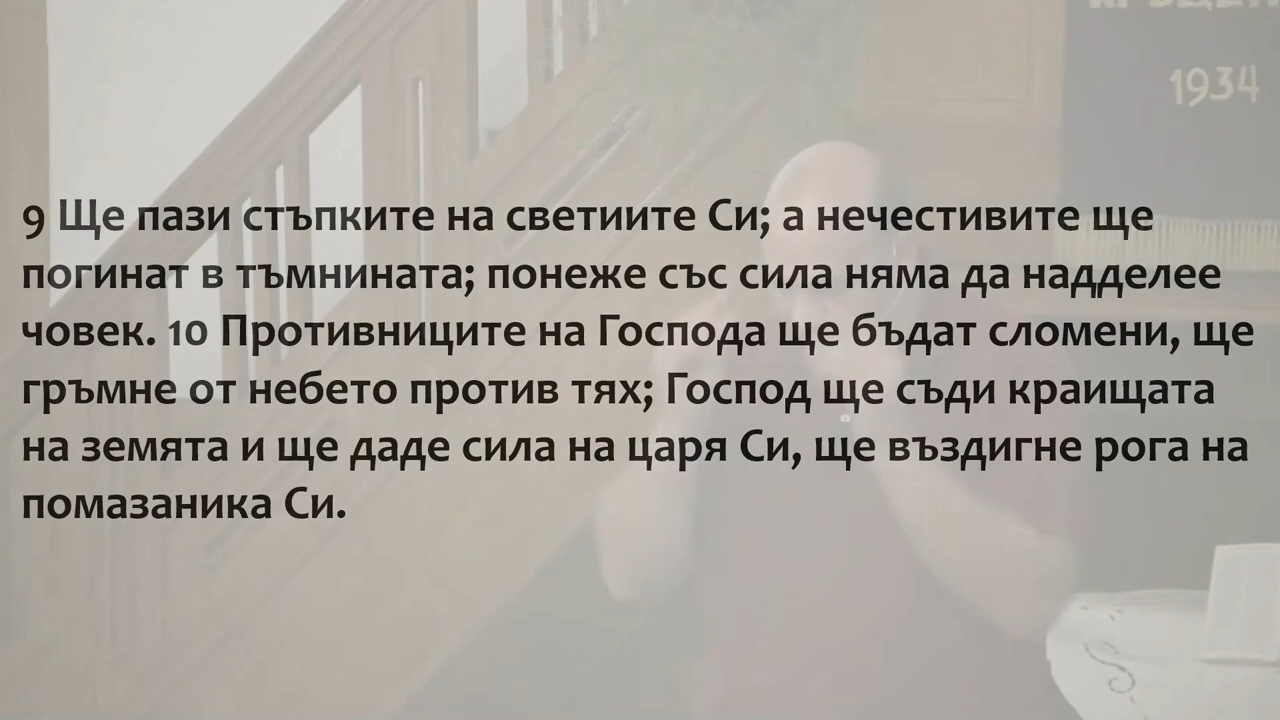 1934
9 Ще пази стъпките на светиите Си; а нечестивите ще
погинат в тъмнината; понеже със сила няма да надделее
човек. 10 Противниците на Господа ще бъдат сломени, ще
гръмне от небето против тях; Господ ще съди краищата
на земята и ще даде сила на царя Си, ще въздигне рога на
помазаника Си.